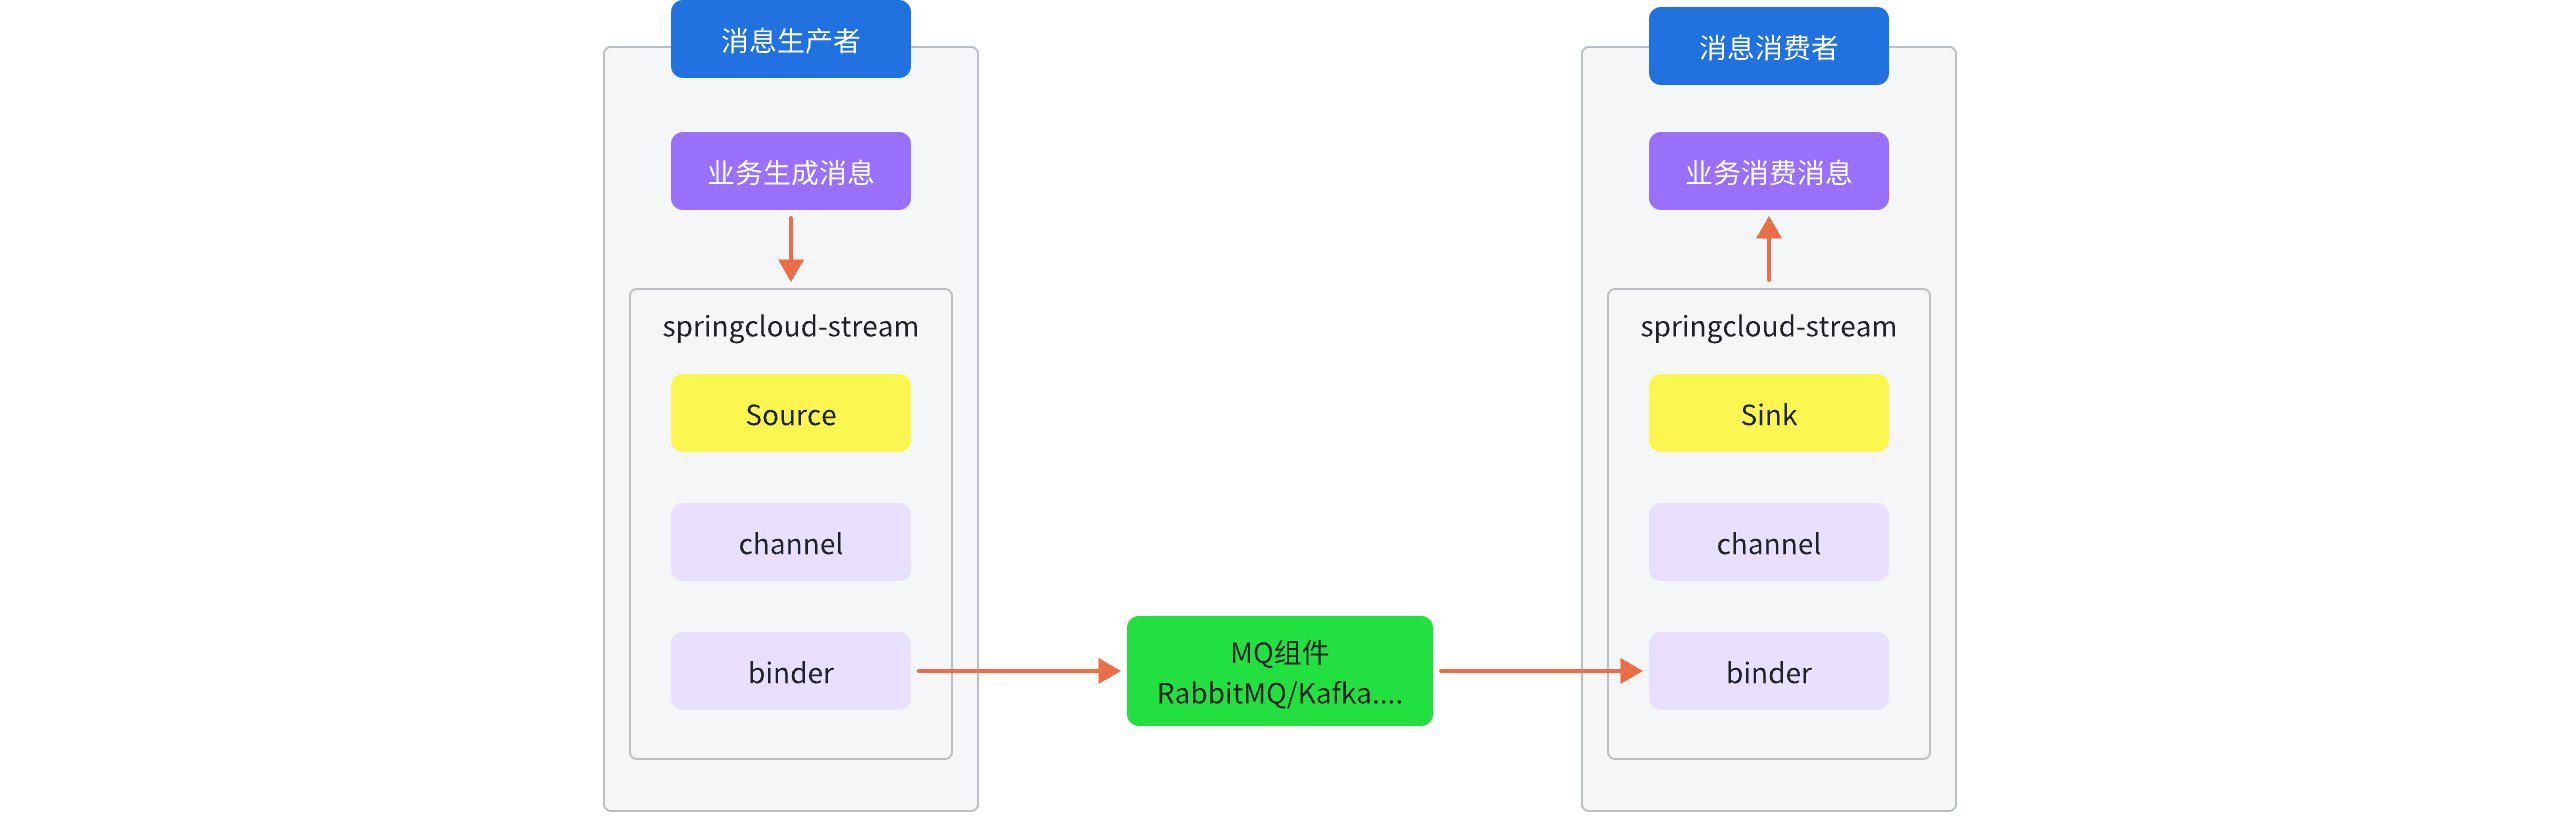 消息生产者
业务生成消息
springcloud-stream
Source
channel
binder
MQ组件
RabbitMQ/Kafka....
消息消费者
业务消费消息
springcloud-stream
Sink
channel
binder